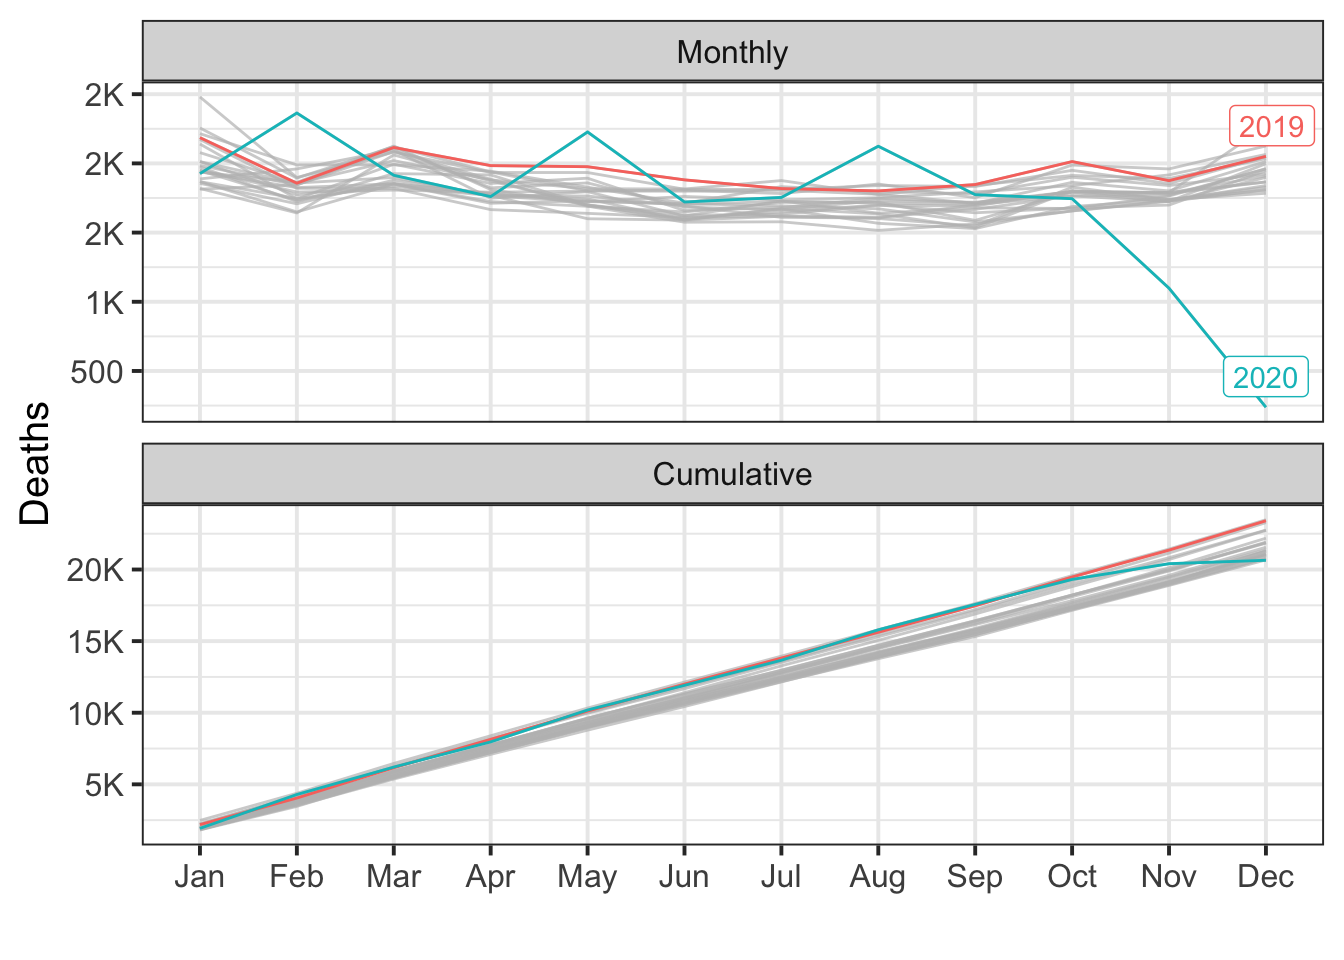 Monthly
2K
2K
2K
1K
500
2019
2020
Deaths
Cumulative
20K
15K
10K
5K
Jan Feb Mar Apr May Jun Jul Aug Sep Oct Nov Dec